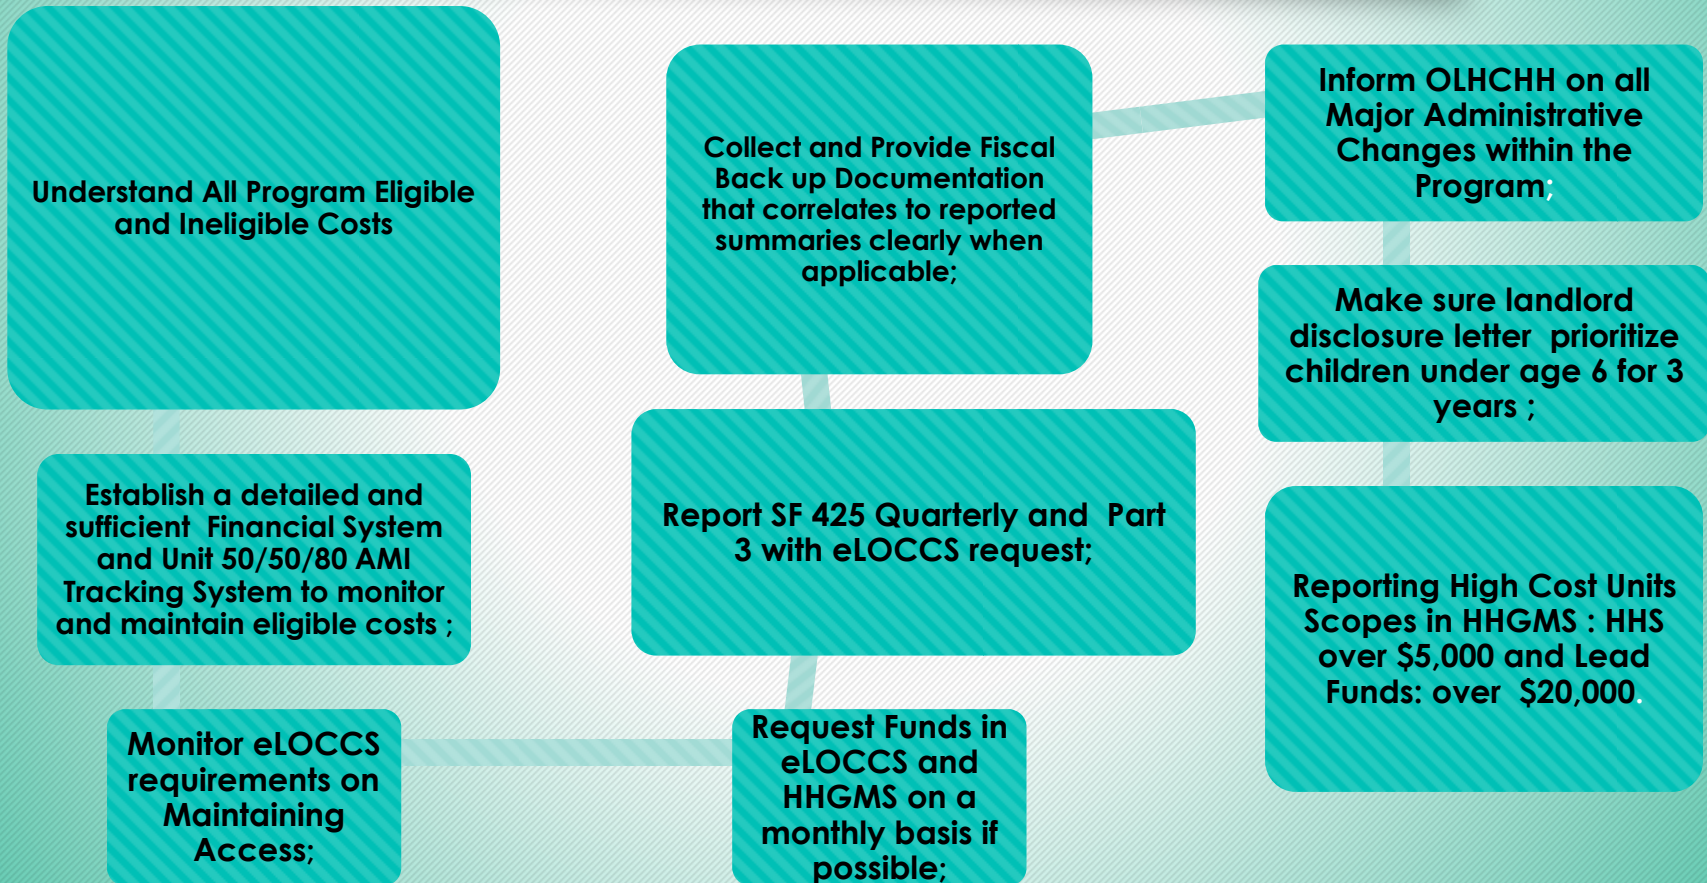 Understand All Program Eligible
and Ineligible Costs
Establish a detailed and
sufficient Financial System
and Unit 50/50/80 AMI
Tracking System to monitor
and maintain eligible costs ;
Monitor eLOCCS
requirements on
Maintaining
Access;
Request Funds in
eLOCCS and
HHGMS on a
monthly basis if
possible;
Report SF 425 Quarterly and Part
3 with eLOCCS request;
Collect and Provide Fiscal
Back up Documentation
that correlates to reported
summaries clearly when
applicable;
Inform OLHCHH on all
Major Administrative
Changes within the
Program;
Make sure landlord
disclosure letter prioritize
children under age 6 for 3
years ;
Reporting High Cost Units
Scopes in HHGMS : HHS
over $5,000 and Lead
Funds: over $20,000.